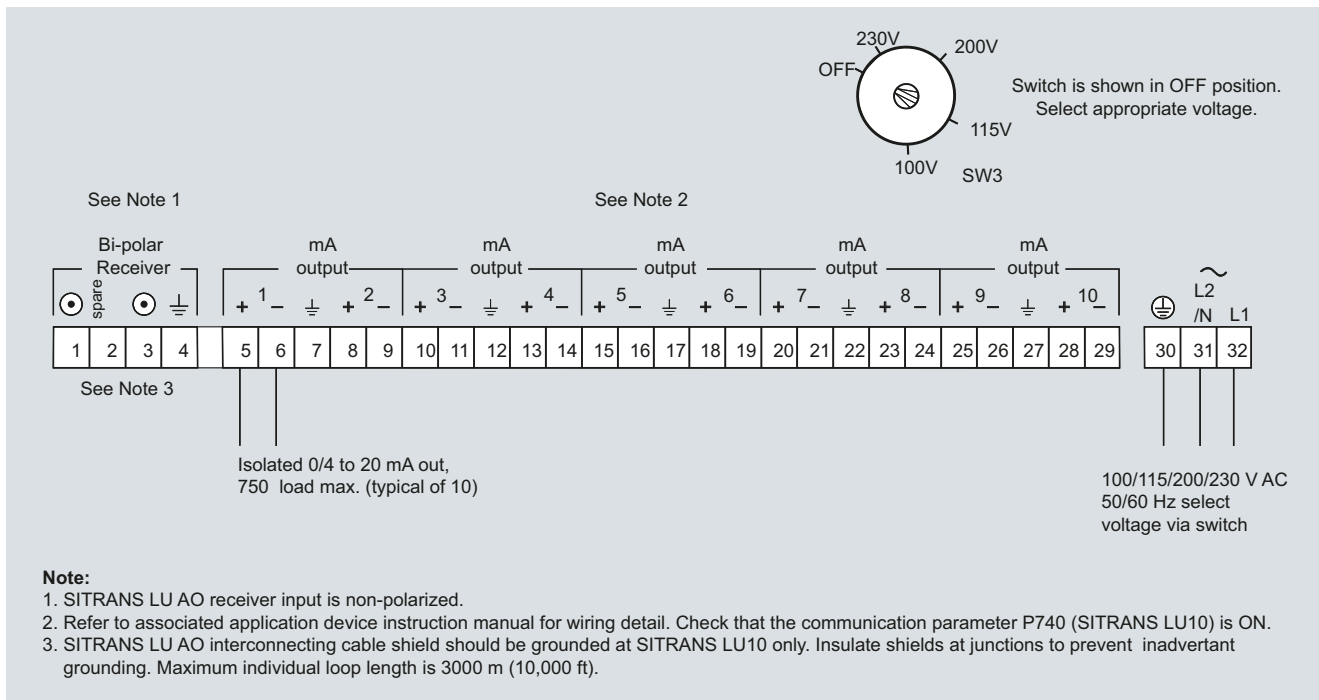 230V
200V
OFF
Switch is shown in OFF position.
Select appropriate voltage.
115V
100V
SW3
See Note 1
See Note 2
Bi-polar
Receiver
spare
mA
output
mA
output
mA
output
mA
output
mA
output
+ 1 − + 2 − + 3 − + 4 − + 5 − + 6 − + 7 − + 8 − + 9 − + 10 −
L2
/N L1
1 2 3 4 5 6 7 8 9 10 11 12 13 14 15 16 17 18 19 20 21 22 23 24 25 26 27 28 29 30 31 32
See Note 3
Isolated 0/4 to 20 mA out,
750 load max. (typical of 10)
100/115/200/230 V AC
50/60 Hz select
voltage via switch
Note:
1. SITRANS LU AO receiver input is non-polarized.
2. Refer to associated application device instruction manual for wiring detail. Check that the communication parameter P740 (SITRANS LU10) is ON.
3. SITRANS LU AO interconnecting cable shield should be grounded at SITRANS LU10 only. Insulate shields at junctions to prevent inadvertant
grounding. Maximum individual loop length is 3000 m (10,000 ft).